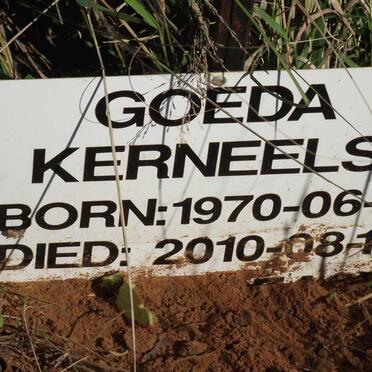 GOEDA
KERNEELS
BORN: 1970-06-
DIED: 2010-08-1